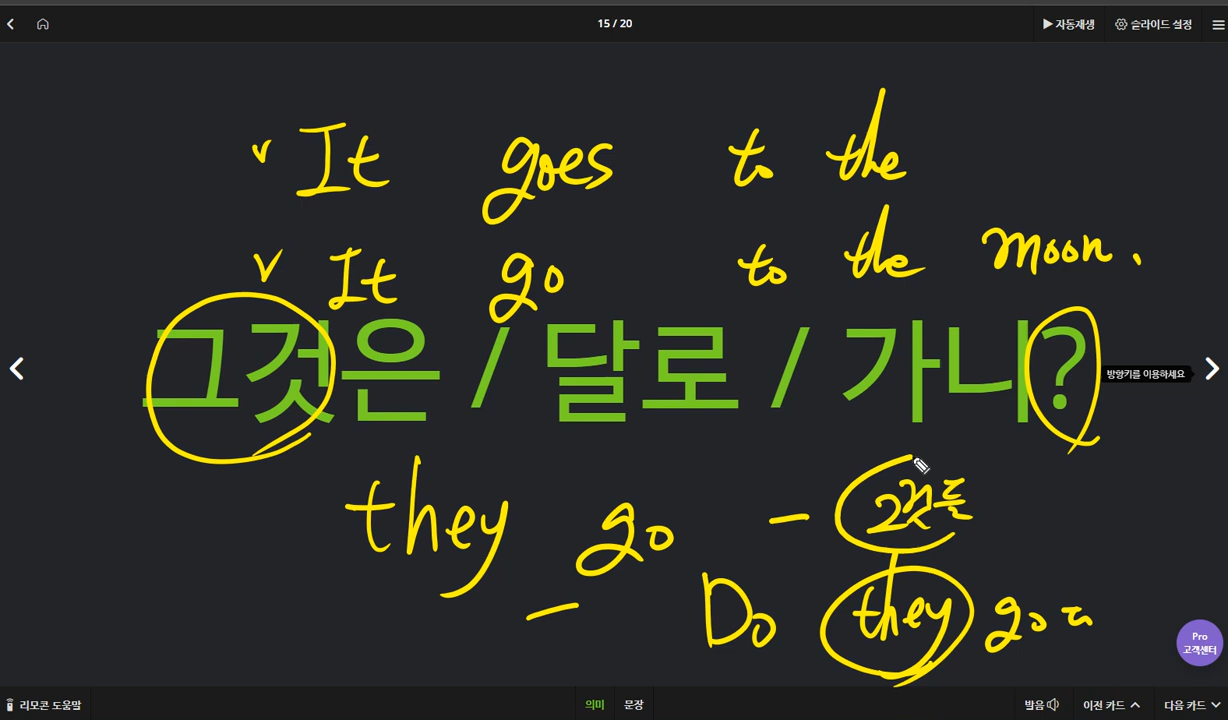 15 / 20
▶자동재생 슬라이드 설정
It goes to the
It go to the moon.
그것은 / 달로 / 가니?
방향키를 이용하세요
they go - 그것들
- Do they go
Pro
고객센터
리모콘 도움말 의미 문장 발음 이전 카드 다음 카드